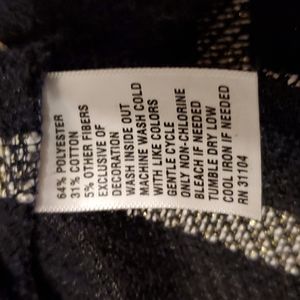 64% POLYESTER
31% COTTON
5% OTHER FIBERS
EXCLUSIVE OF
DECORATION
WASH INSIDE OUT
MACHINE WASH COLD
WITH LIKE COLORS
GENTLE CYCLE
ONLY NON-CHLORINE
BLEACH IF NEEDED
TUMBLE DRY LOW
COOL IRON IF NEEDED
RN 31104